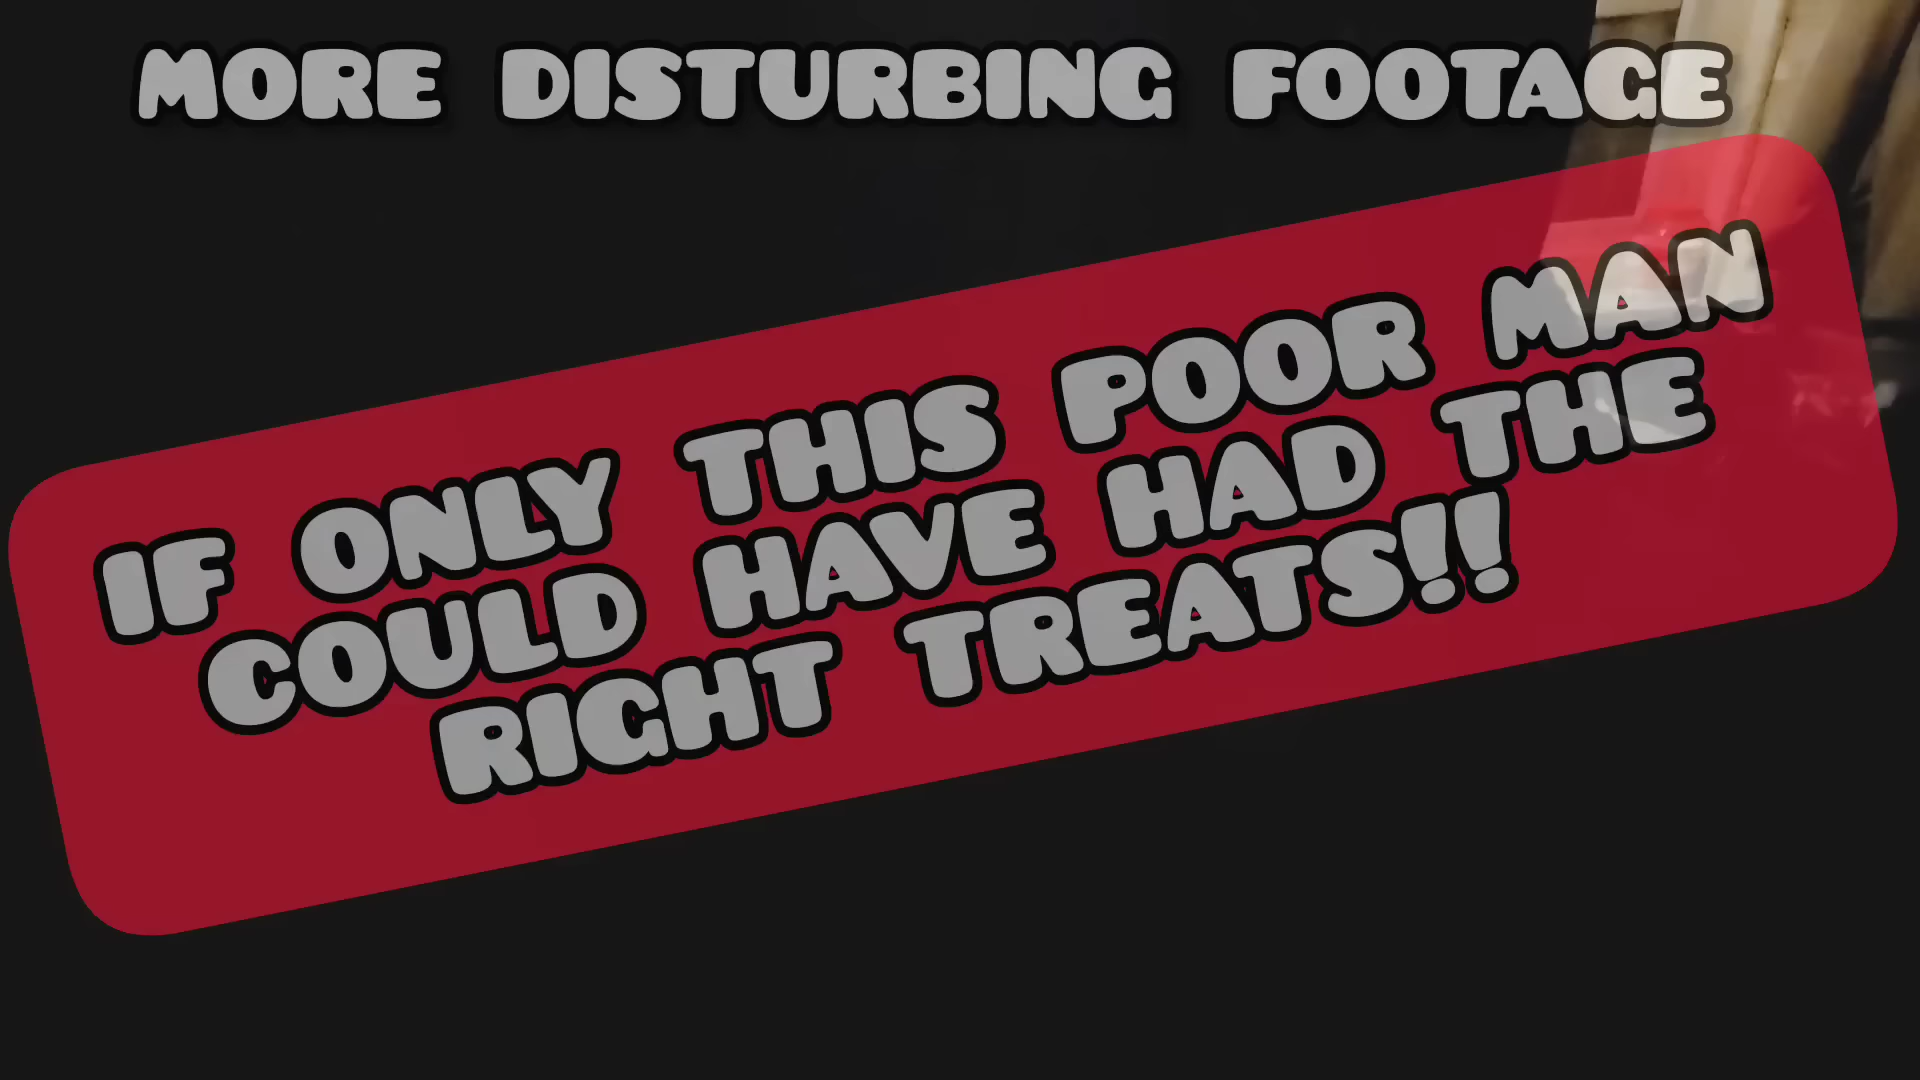 MORE DISTURBING FOOTAGE
IF ONLY THIS POOR MAN
COULD HAVE HAD THE
RIGHT TREATS!!